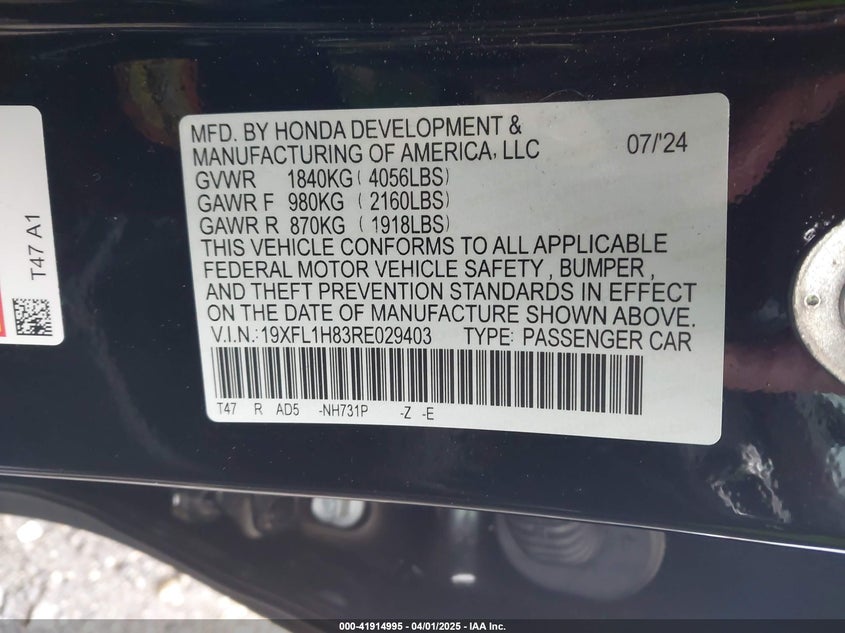 MFD. BY HONDA DEVELOPMENT &
MANUFACTURING OF AMERICA, LLC 07/'24
GVWR 1840KG ( 4056LBS)
GAWR F 980KG ( 2160LBS)
GAWR R 870KG ( 1918LBS)
THIS VEHICLE CONFORMS TO ALL APPLICABLE
FEDERAL MOTOR VEHICLE SAFETY , BUMPER ,
AND THEFT PREVENTION STANDARDS IN EFFECT
ON THE DATE OF MANUFACTURE SHOWN ABOVE.
V.I.N.: 19XFL1H83RE029403 TYPE: PASSENGER CAR
T47 R AD5 -NH731P -Z -E
T47 A1
000-41914995 - 04/01/2025 - IAA Inc.